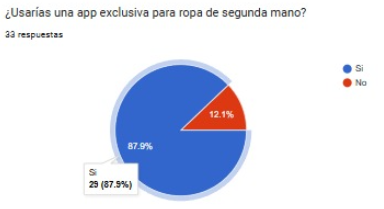 ¿Usarías una app exclusiva para ropa de segunda mano?
33 respuestas
Sí
No
12.1%
87.9%
Sí
29 (87.9%)